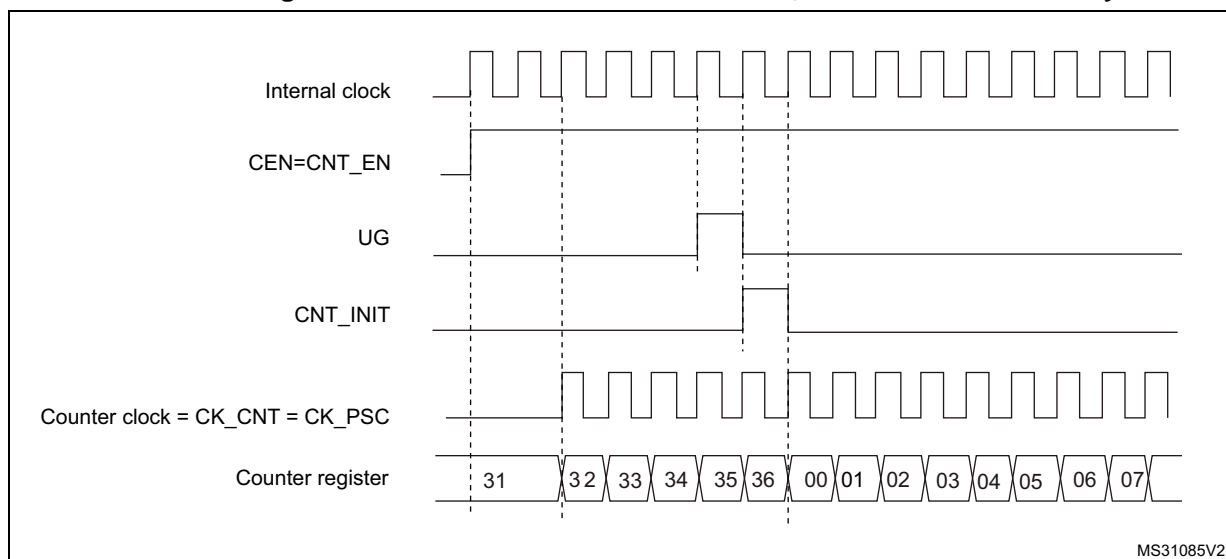 Internal clock
CEN=CNT_EN
UG
CNT_INIT
Counter clock = CK_CNT = CK_PSC
Counter register
31 32 33 34 35 36 00 01 02 03 04 05 06 07
MS31085V2